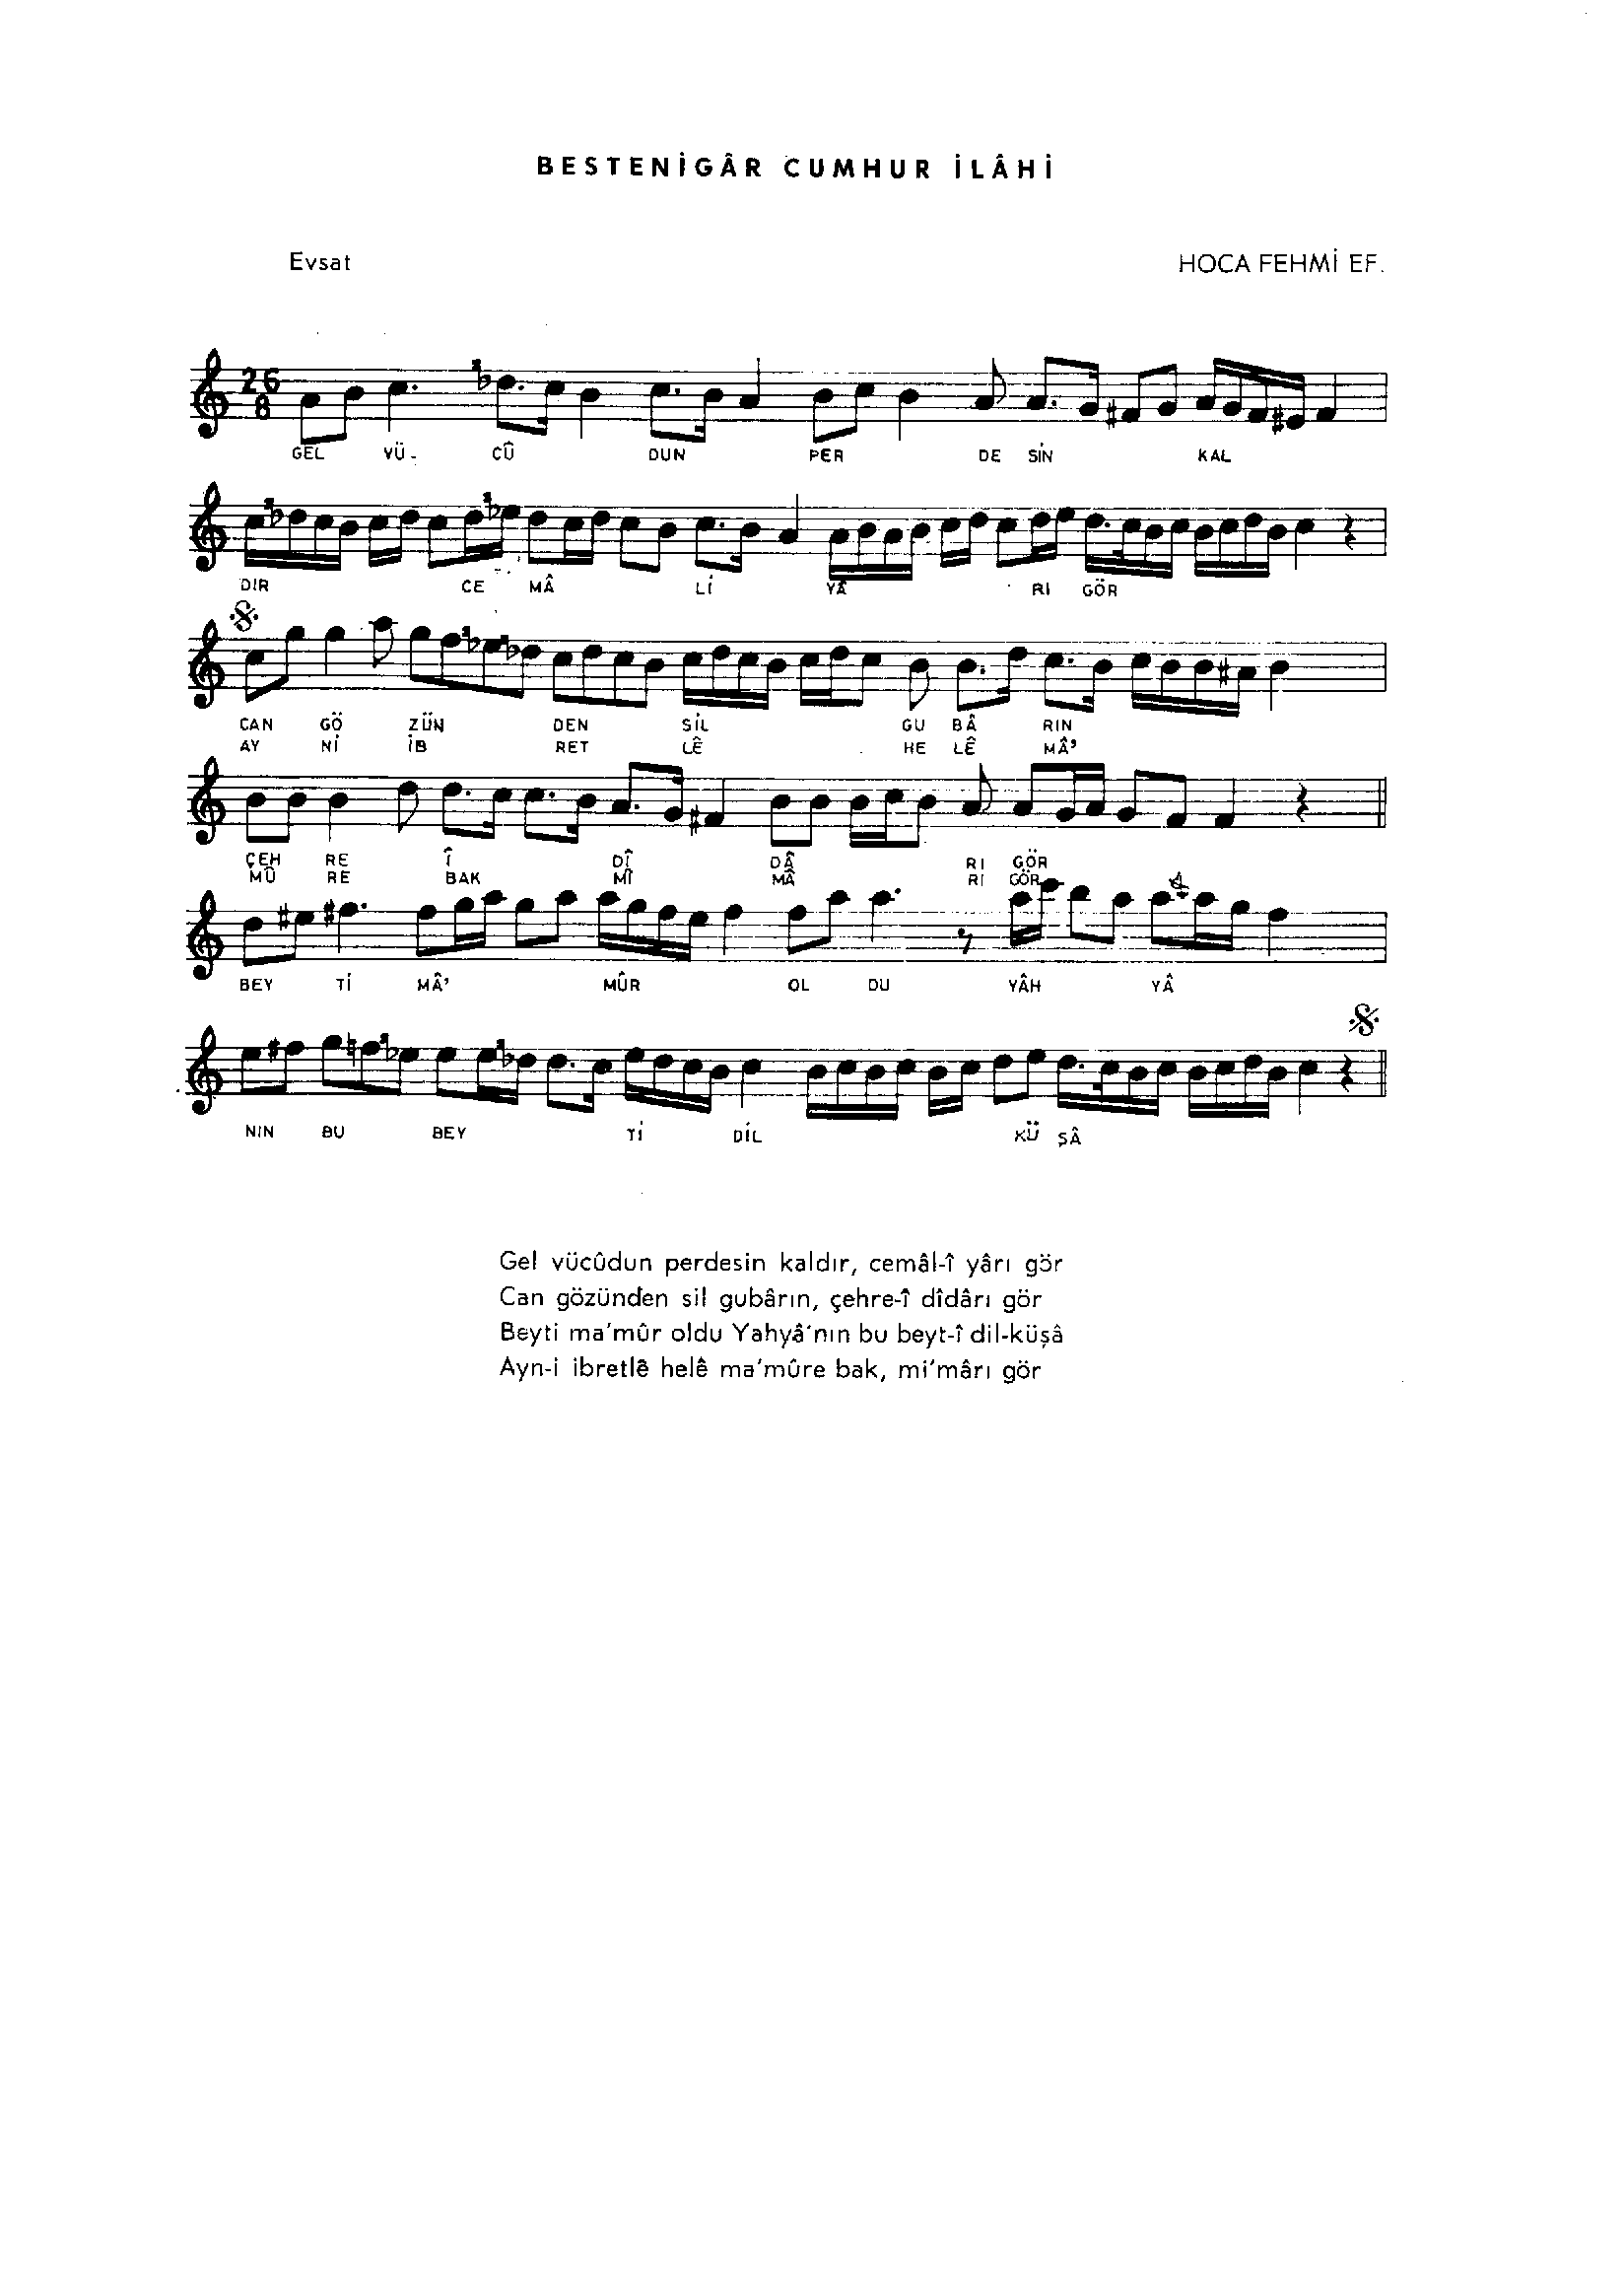 BESTENİGÂR CUMHUR İLÂHİ
Evsat
HOCA FEHMİ EF.
26
8
GEL VÜ- CÛ DUN PER DE SİN KAL
DIR CE MÂ Lİ YÂ RI GÖR
CAN GÖ ZÜN DEN SİL GU BÂ RIN
AY Nİ İB RET LÊ HE LÊ MÂ'
ÇEH RE Î DÎ DÂ RI GÖR
MÛ RE BAK Mİ MÂ RI GÖR
BEY Tİ MÂ' MÛR OL DU YÂH YÂ
NIN BU BEY Tİ DİL KÜ ŞÂ
Gel vücûdun perdesin kaldır, cemâl-î yârı gör
Can gözünden sil gubârın, çehre-î dîdârı gör
Beyti ma'mûr oldu Yahyâ'nın bu beyt-î dil-küşâ
Ayn-i ibretlê helê ma'mûre bak, mi'mârı gör